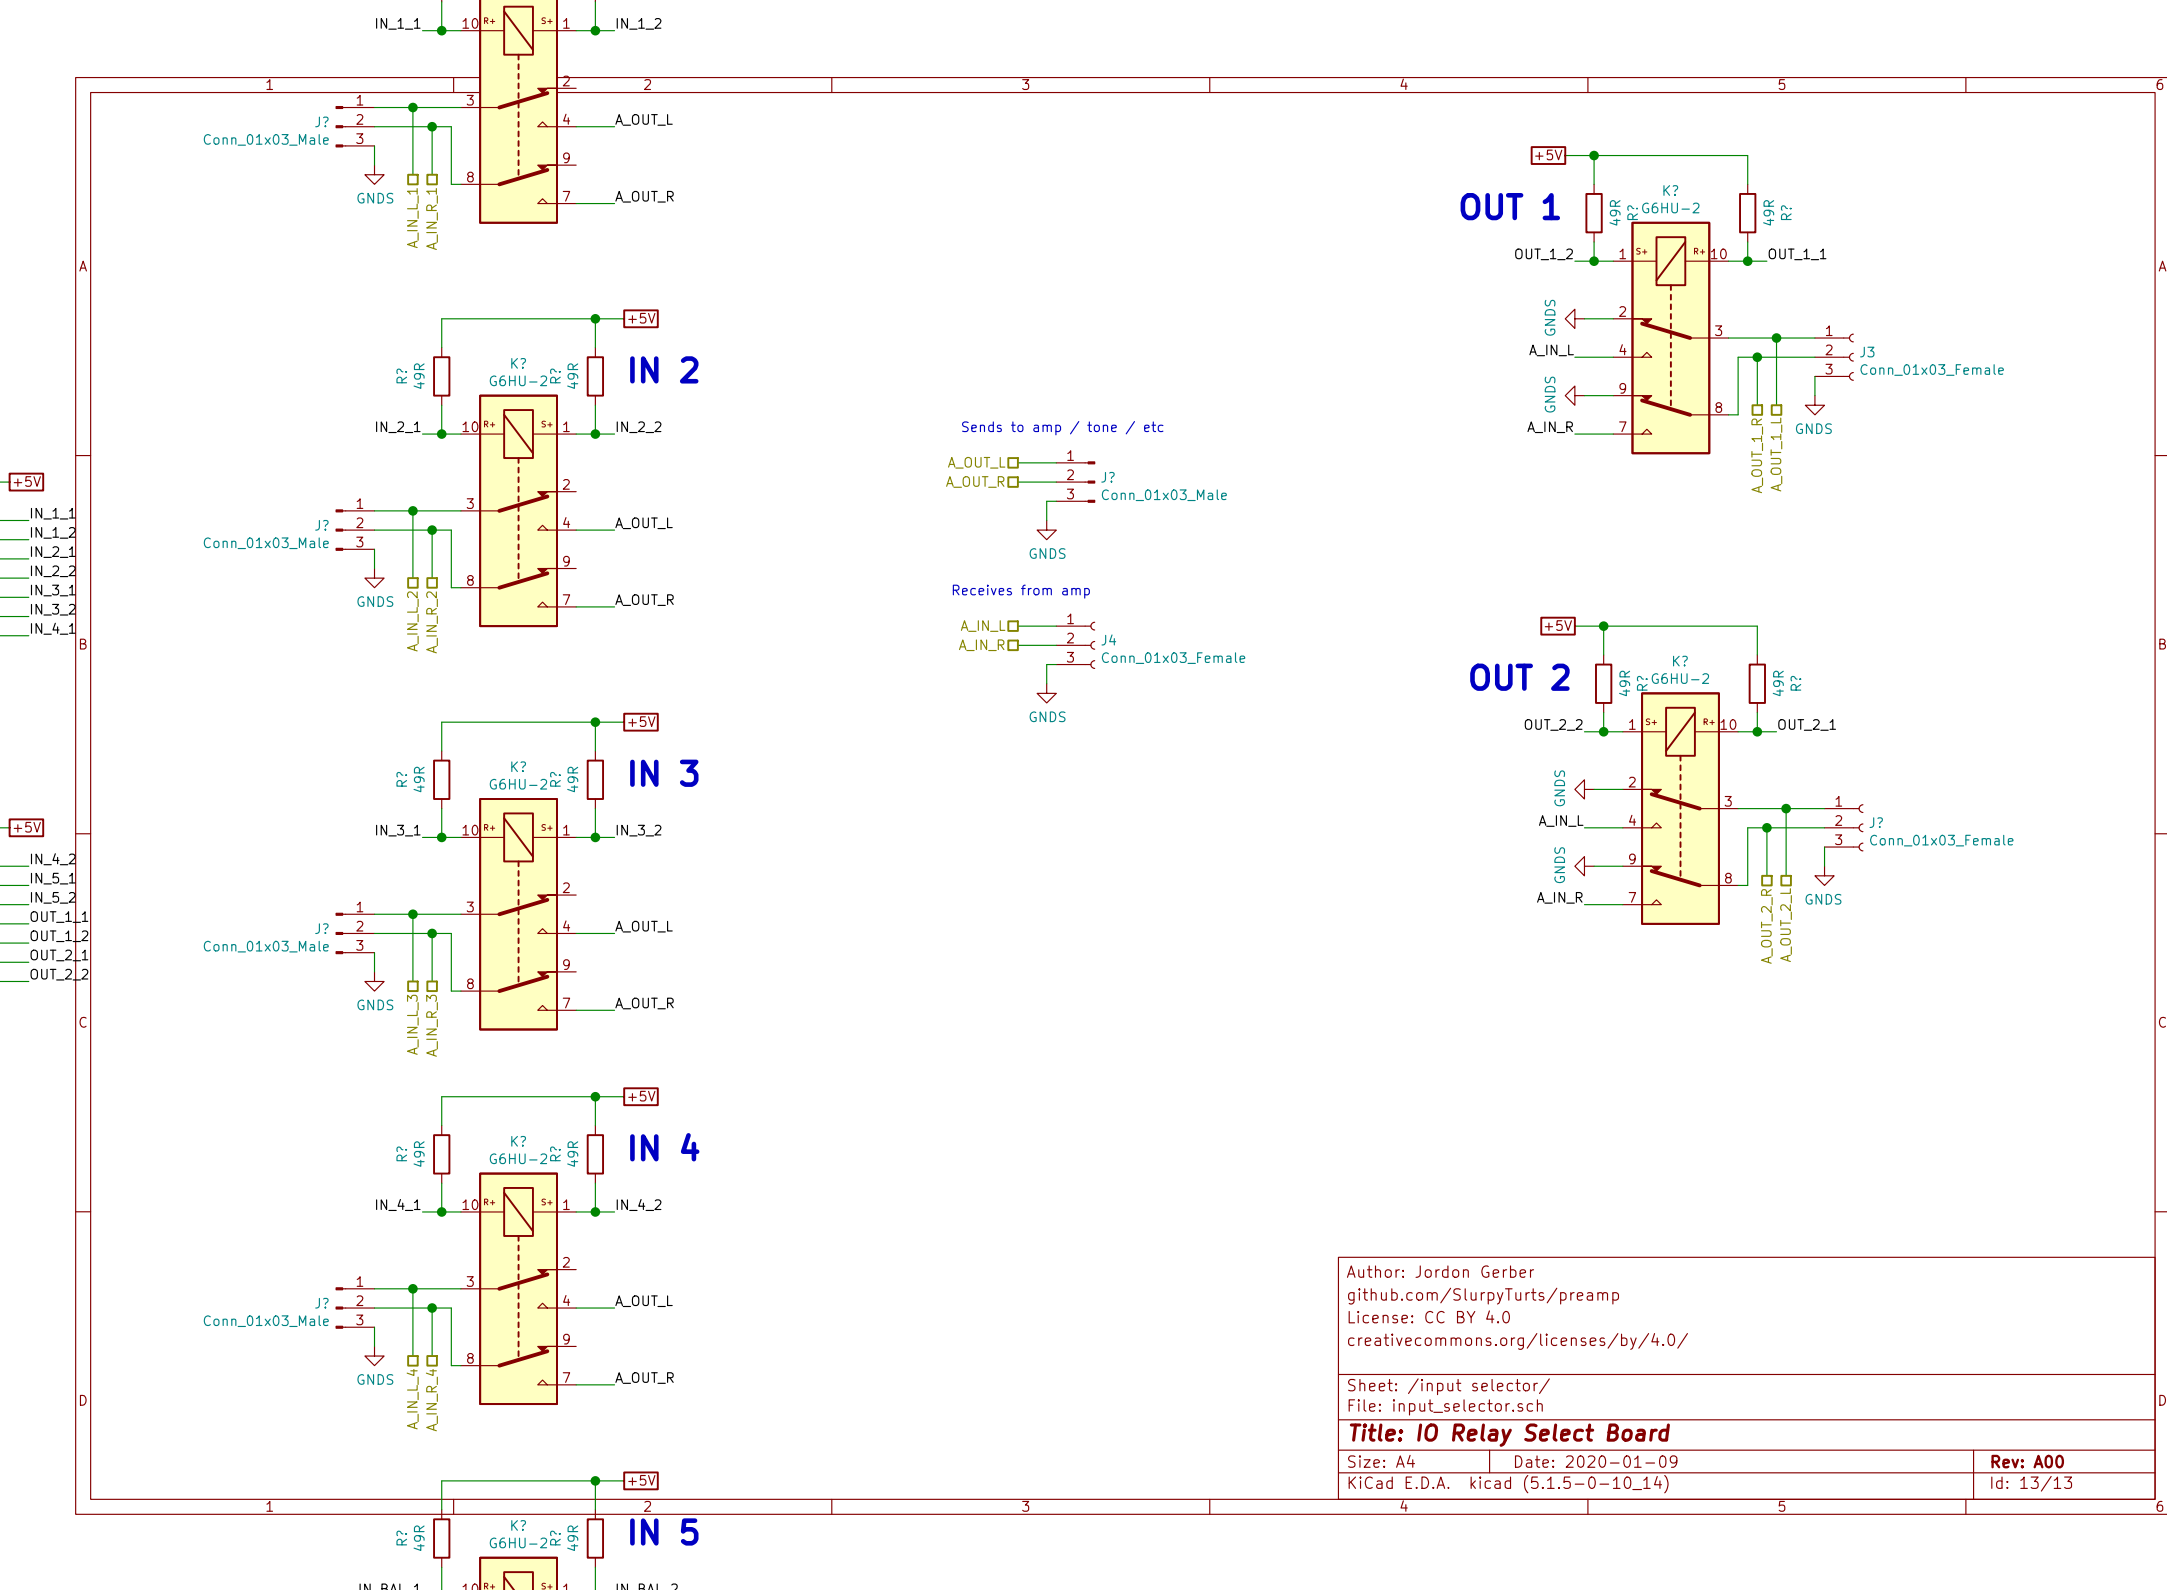 IN_1_1
10
R+
S+
1
IN_1_2
1
2
3
4
5
6
2
1
2
3
J?
Conn_01x03_Male
GNDS
A_IN_L_1
A_IN_R_1
3
8
4
A_OUT_L
9
7
A_OUT_R
A
B
C
D
+5V
IN 2
K?
G6HU-2
R?
49R
R?
49R
IN_2_1
10
R+
S+
1
IN_2_2
1
2
3
J?
Conn_01x03_Male
GNDS
A_IN_L_2
A_IN_R_2
3
8
2
4
A_OUT_L
9
7
A_OUT_R
+5V
IN_1_1
IN_1_2
IN_2_1
IN_2_2
IN_3_1
IN_3_2
IN_4_1
+5V
IN 3
K?
G6HU-2
R?
49R
R?
49R
IN_3_1
10
R+
S+
1
IN_3_2
1
2
3
J?
Conn_01x03_Male
GNDS
A_IN_L_3
A_IN_R_3
3
8
2
4
A_OUT_L
9
7
A_OUT_R
+5V
IN_4_2
IN_5_1
IN_5_2
OUT_1_1
OUT_1_2
OUT_2_1
OUT_2_2
+5V
IN 4
K?
G6HU-2
R?
49R
R?
49R
IN_4_1
10
R+
S+
1
IN_4_2
1
2
3
J?
Conn_01x03_Male
GNDS
A_IN_L_4
A_IN_R_4
3
8
2
4
A_OUT_L
9
7
A_OUT_R
+5V
IN 5
K?
G6HU-2
R?
49R
R?
49R
IN_BAL_1
10
R+
S+
1
IN_BAL_2
Sends to amp / tone / etc
A_OUT_L
A_OUT_R
1
2
3
J?
Conn_01x03_Male
GNDS
Receives from amp
A_IN_L
A_IN_R
1
2
3
J4
Conn_01x03_Female
GNDS
+5V
OUT 1
K?
G6HU-2
49R
R?
49R
R?
OUT_1_2
1
S+
R+
10
OUT_1_1
GNDS
2
A_IN_L
4
GNDS
9
A_IN_R
7
3
8
1
2
3
J3
Conn_01x03_Female
GNDS
A_OUT_1_R
A_OUT_1_L
+5V
OUT 2
K?
G6HU-2
49R
R?
49R
R?
OUT_2_2
1
S+
R+
10
OUT_2_1
GNDS
2
A_IN_L
4
GNDS
9
A_IN_R
7
3
8
1
2
3
J?
Conn_01x03_Female
GNDS
A_OUT_2_R
A_OUT_2_L
A
B
C
D
Author: Jordon Gerber
github.com/SlurpyTurts/preamp
License: CC BY 4.0
creativecommons.org/licenses/by/4.0/
Sheet: /input selector/
File: input_selector.sch
Title: IO Relay Select Board
Size: A4
Date: 2020-01-09
Rev: A00
KiCad E.D.A. kicad (5.1.5-0-10_14)
Id: 13/13
1
2
3
4
5
6